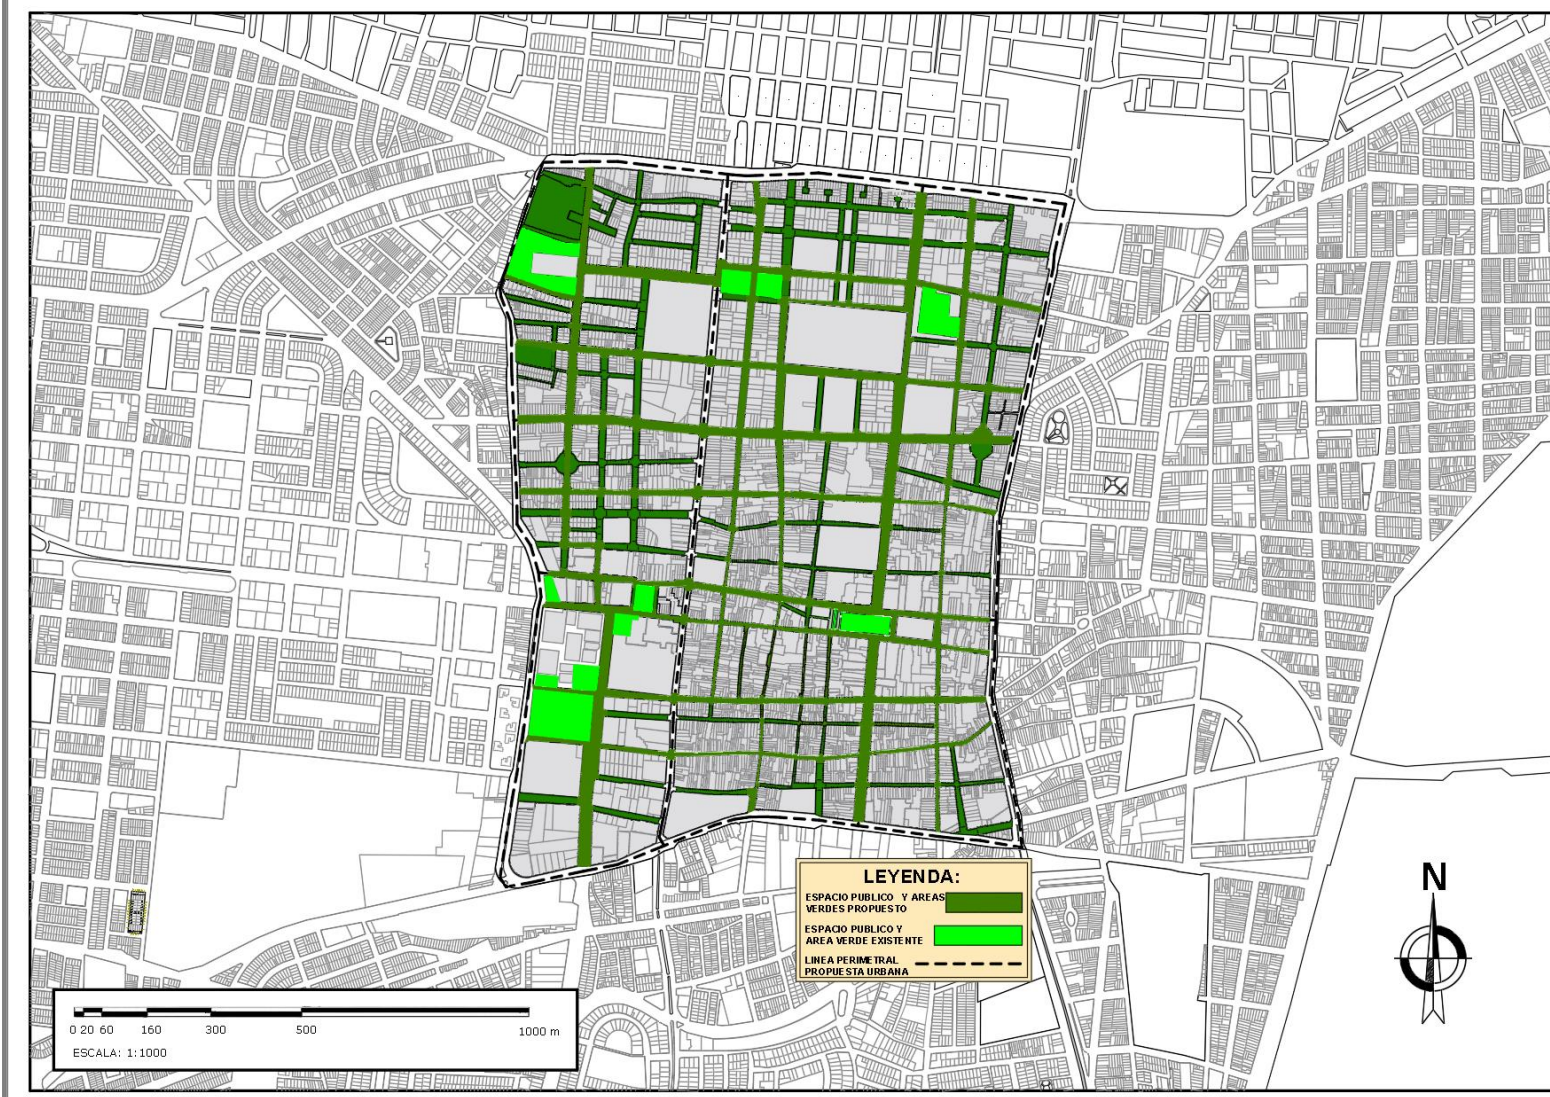 LEYENDA:
ESPACIO PUBLICO Y AREAS
VERDES PROPUESTO
ESPACIO PUBLICO Y
AREA VERDE EXISTENTE
LINEA PERIMETRAL
PROPUESTA URBANA
N
0 20 60 160 300 500 1000 m
ESCALA: 1:1000